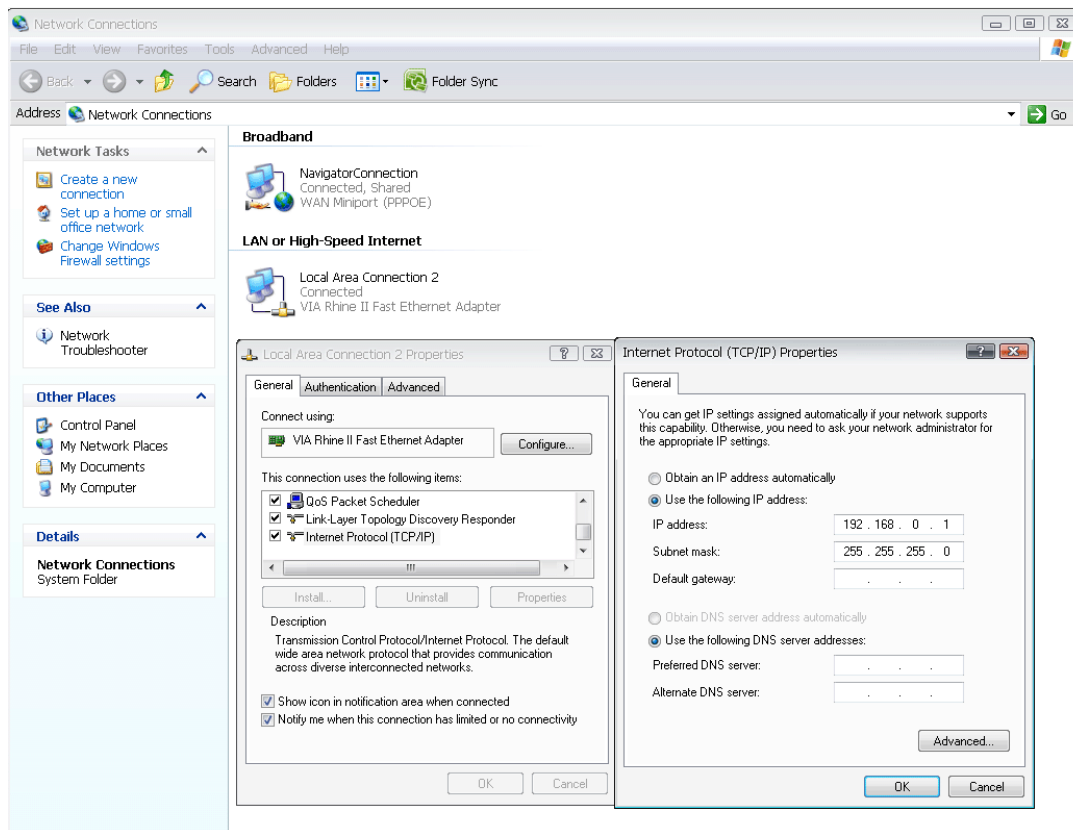 Network Connections
File Edit View Favorites Tools Advanced Help
Back Search Folders Folder Sync
Address Network Connections Go
Network Tasks
Create a new
connection
Set up a home or small
office network
Change Windows
Firewall settings
See Also
Network
Troubleshooter
Other Places
Control Panel
My Network Places
My Documents
My Computer
Details
Network Connections
System Folder
Broadband
NavigatorConnection
Connected, Shared
WAN Miniport (PPPOE)
LAN or High-Speed Internet
Local Area Connection 2
Connected
VIA Rhine II Fast Ethernet Adapter
Local Area Connection 2 Properties
General Authentication Advanced
Connect using:
VIA Rhine II Fast Ethernet Adapter Configure...
This connection uses the following items:
QoS Packet Scheduler
Link-Layer Topology Discovery Responder
Internet Protocol (TCP/IP)
Install... Uninstall Properties
Description
Transmission Control Protocol/Internet Protocol. The default
wide area network protocol that provides communication
across diverse interconnected networks.
Show icon in notification area when connected
Notify me when this connection has limited or no connectivity
OK Cancel
Internet Protocol (TCP/IP) Properties
General
You can get IP settings assigned automatically if your network supports
this capability. Otherwise, you need to ask your network administrator for
the appropriate IP settings.
Obtain an IP address automatically
Use the following IP address:
IP address: 192 . 168 . 0 . 1
Subnet mask: 255 . 255 . 255 . 0
Default gateway: . . .
Obtain DNS server address automatically
Use the following DNS server addresses:
Preferred DNS server: . . .
Alternate DNS server: . . .
Advanced...
OK Cancel